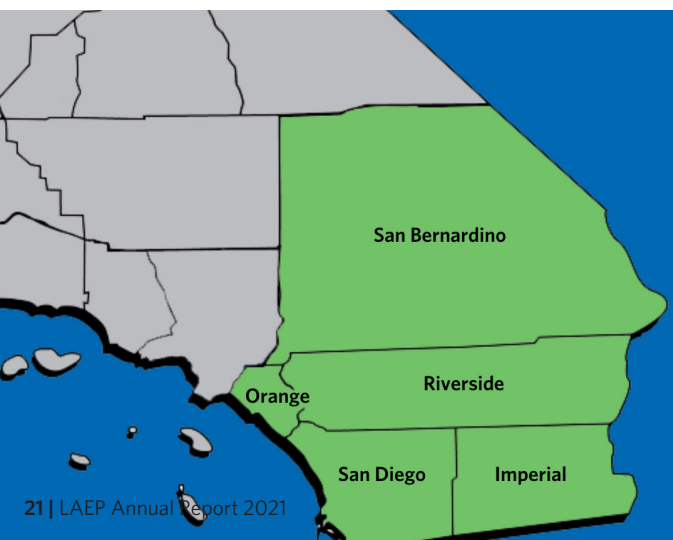 San Bernardino
Riverside
Orange
San Diego
Imperial
21 | LAEP Annual Report 2021